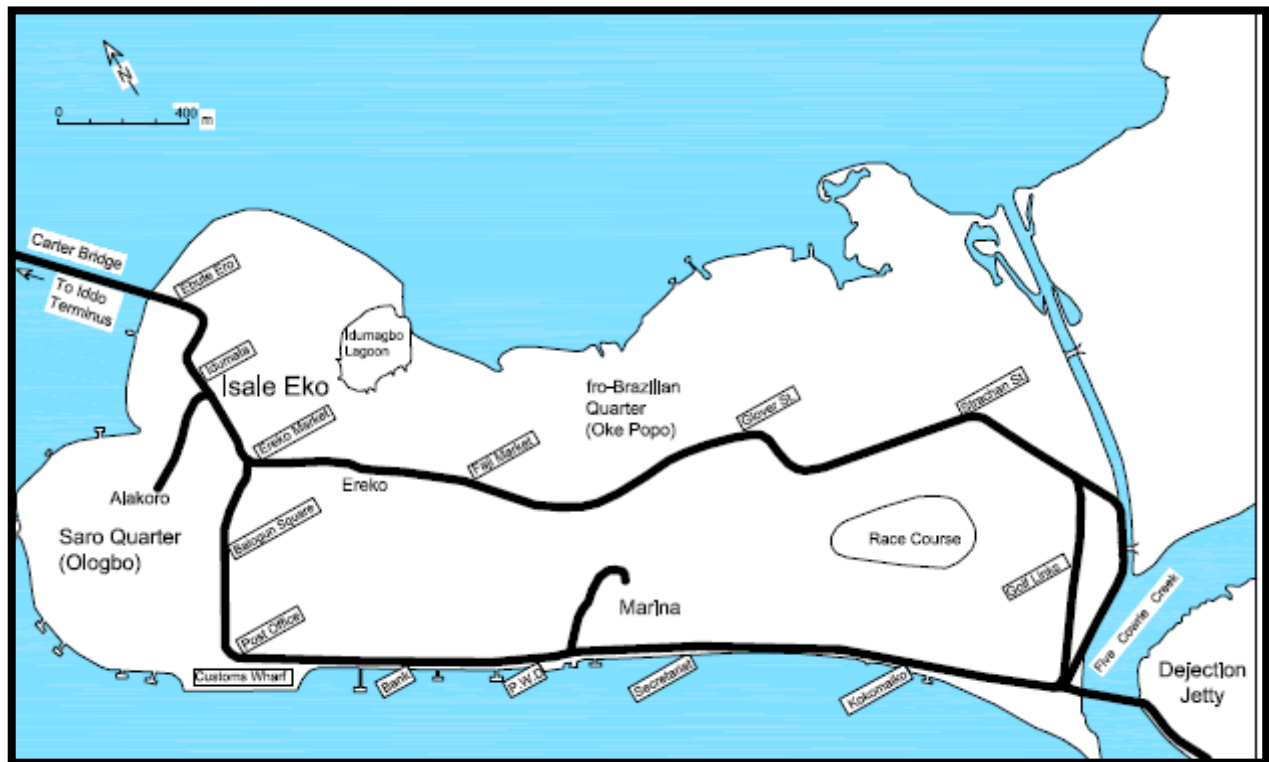 N
0 400 m
Carter Bridge
To Iddo
Terminus
Ebute Ero
Idumata
Isale Eko
Idumagbo
Lagoon
Ereko Market
fro-Brazilian
Quarter
(Oke Popo)
Glover St.
Strachan St.
Faji Market
Ereko
Alakoro
Saro Quarter
(Ologbo)
Balogun Square
Race Course
Golf Links
Marina
Post Office
Customs Wharf
Bank
P.W.D
Secretariat
Kokomaiko
Five Cowrie Creek
Dejection
Jetty